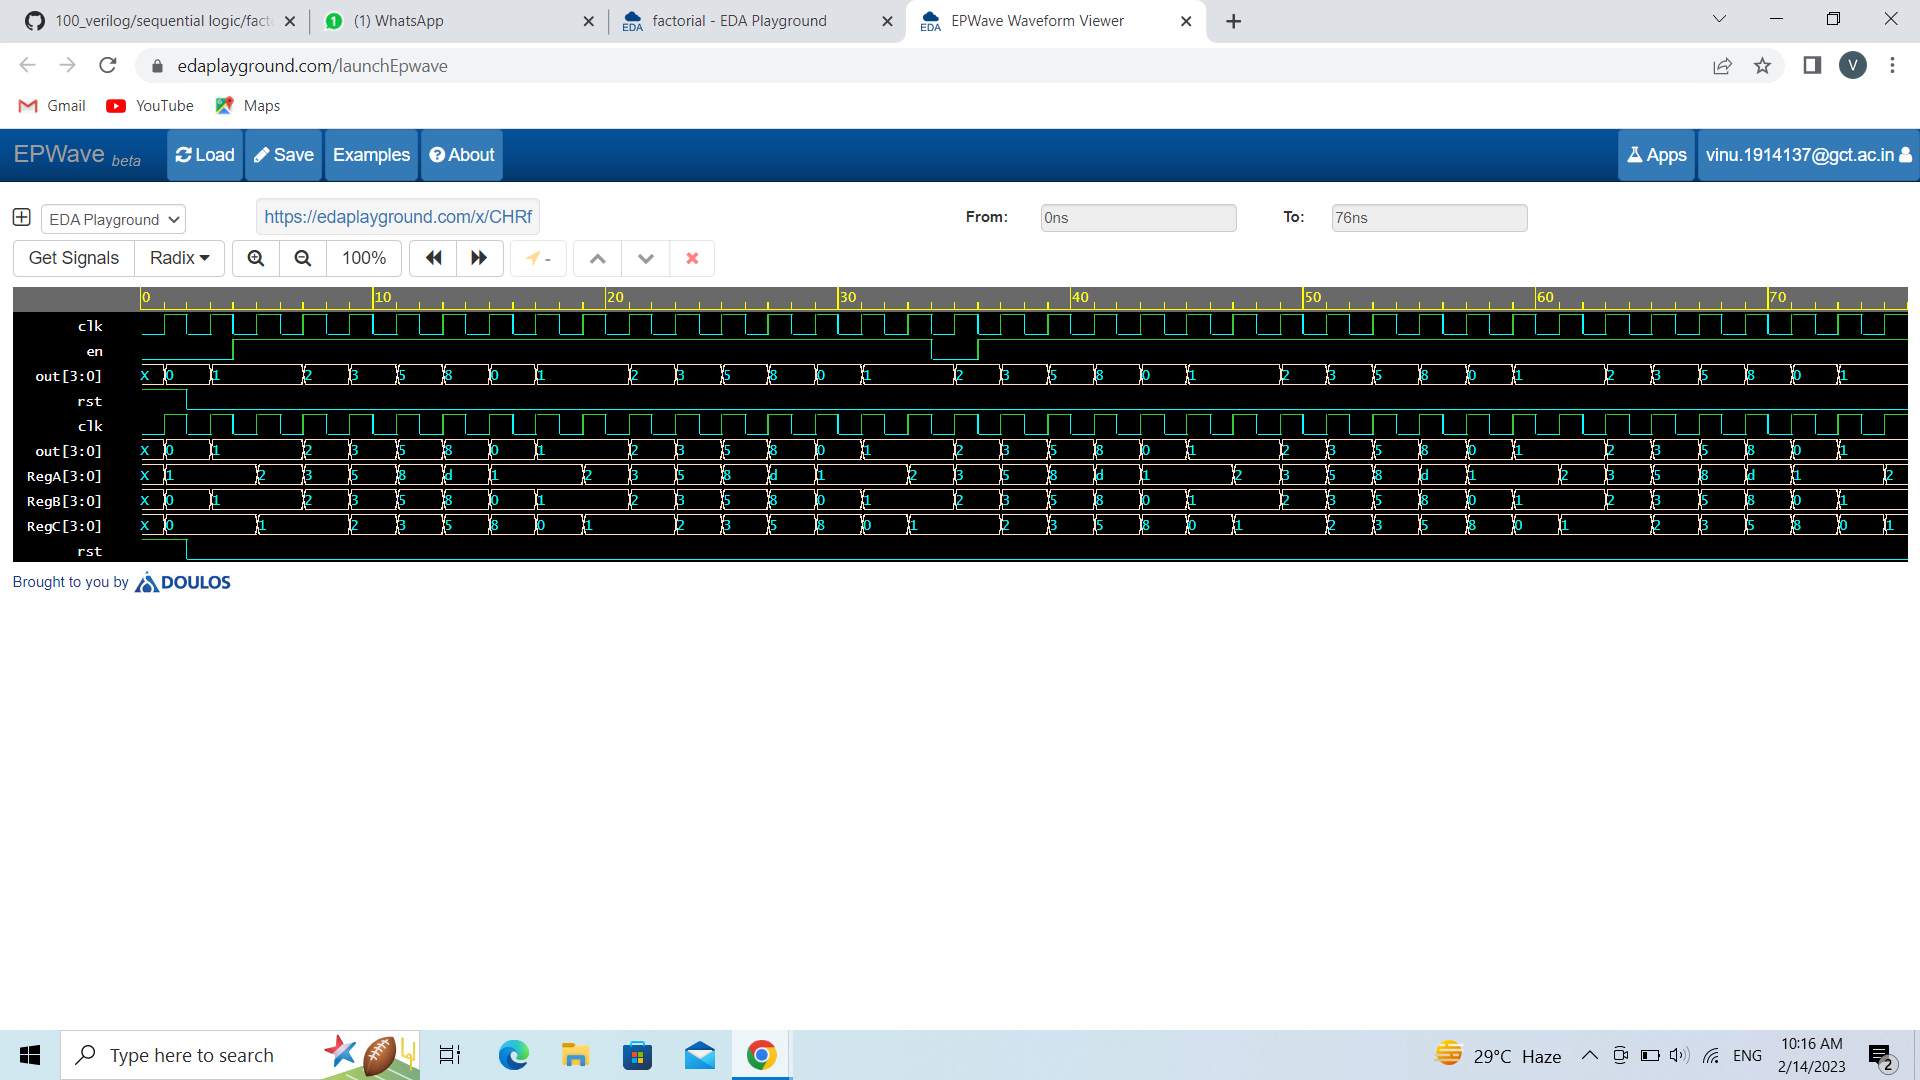 100_verilog/sequential logic/fact
(1) WhatsApp
factorial - EDA Playground
EPWave Waveform Viewer
edaplayground.com/launchEpwave
V
Gmail
YouTube
Maps
EPWave beta
Load
Save
Examples
About
Apps
vinu.1914137@gct.ac.in
EDA Playground
https://edaplayground.com/x/CHRf
From:
0ns
To:
76ns
Get Signals
Radix
100%
-
0 10 20 30 40 50 60 70
clk
en
out[3:0] X 0 1 2 3 5 8 0 1 2 3 5 8 0 1 2 3 5 8 0 1 2 3 5 8 0 1 2 3 5 8 0 1
rst
clk
out[3:0] X 0 1 2 3 5 8 0 1 2 3 5 8 0 1 2 3 5 8 0 1 2 3 5 8 0 1 2 3 5 8 0 1
RegA[3:0] X 1 2 3 5 8 d 1 2 3 5 8 d 1 2 3 5 8 d 1 2 3 5 8 d 1 2 3 5 8 d 1 2
RegB[3:0] X 0 1 2 3 5 8 0 1 2 3 5 8 0 1 2 3 5 8 0 1 2 3 5 8 0 1 2 3 5 8 0 1
RegC[3:0] X 0 1 2 3 5 8 0 1 2 3 5 8 0 1 2 3 5 8 0 1 2 3 5 8 0 1 2 3 5 8 0 1
rst
Brought to you by DOULOS
Type here to search
29°C Haze
ENG
10:16 AM
2/14/2023
2